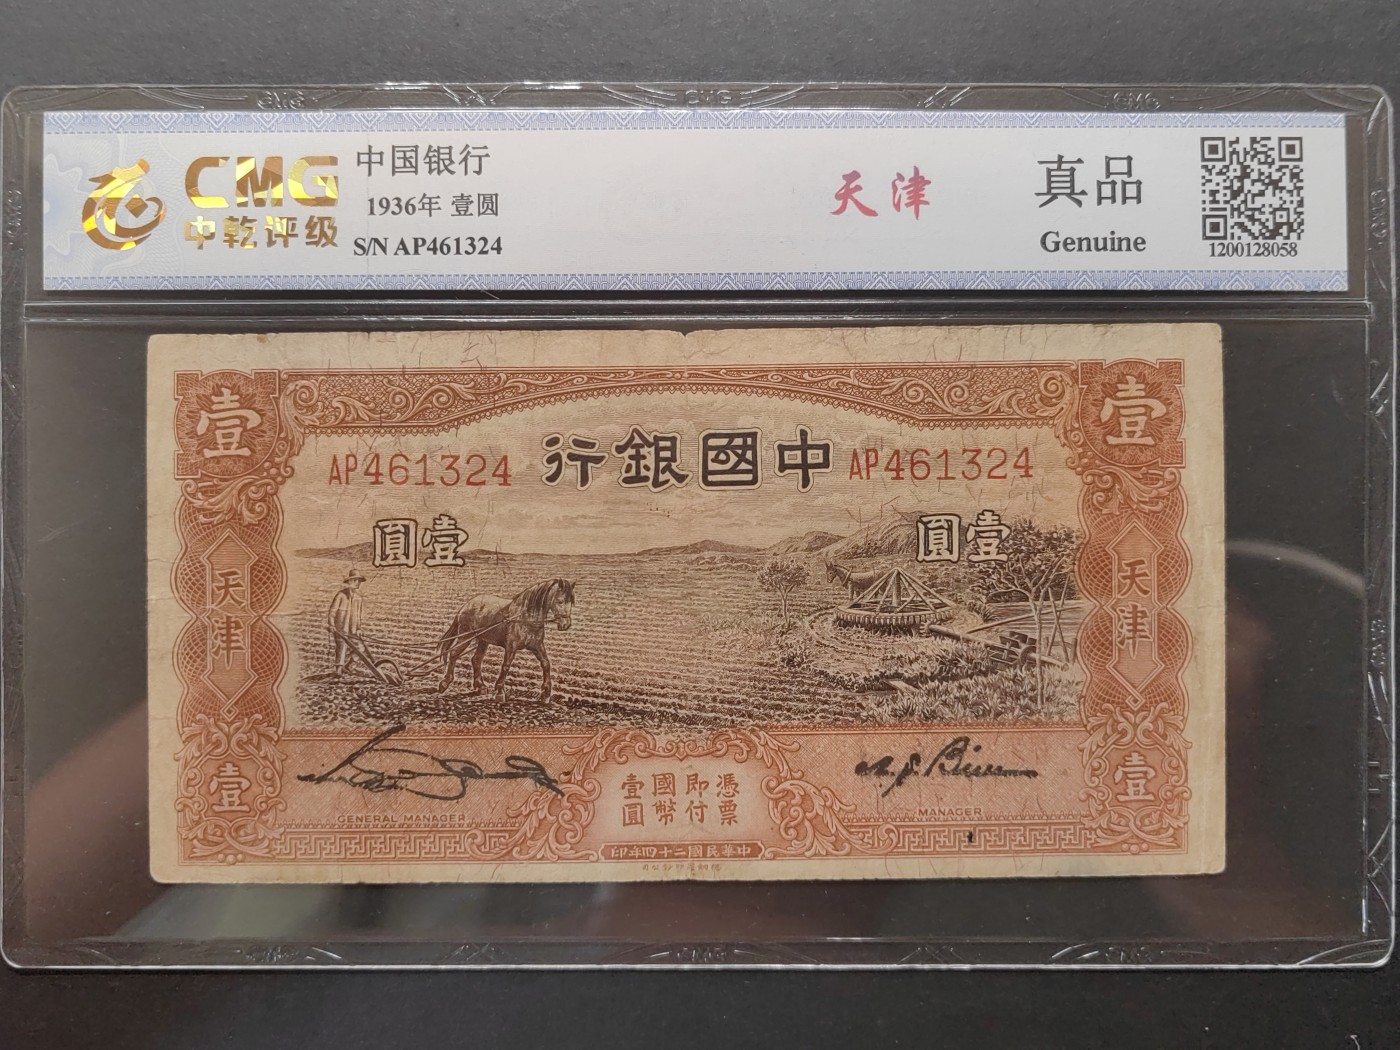 CMG
中乾评级
中国银行
1936年 壹圆
S/N AP461324
天津
真品
Genuine
1200128058
壹
壹
行銀國中
AP461324
AP461324
圓壹
圓壹
天津
天津
GENERAL MANAGER
憑票
即付
國幣
壹圓
MANAGER
壹
壹
印年四十二國民華中